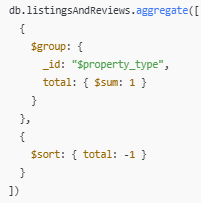 db.listingsAndReviews.aggregate([
  {
    $group: {
      _id: "$property_type",
      total: { $sum: 1 }
    }
  },
  {
    $sort: { total: -1 }
  }
])